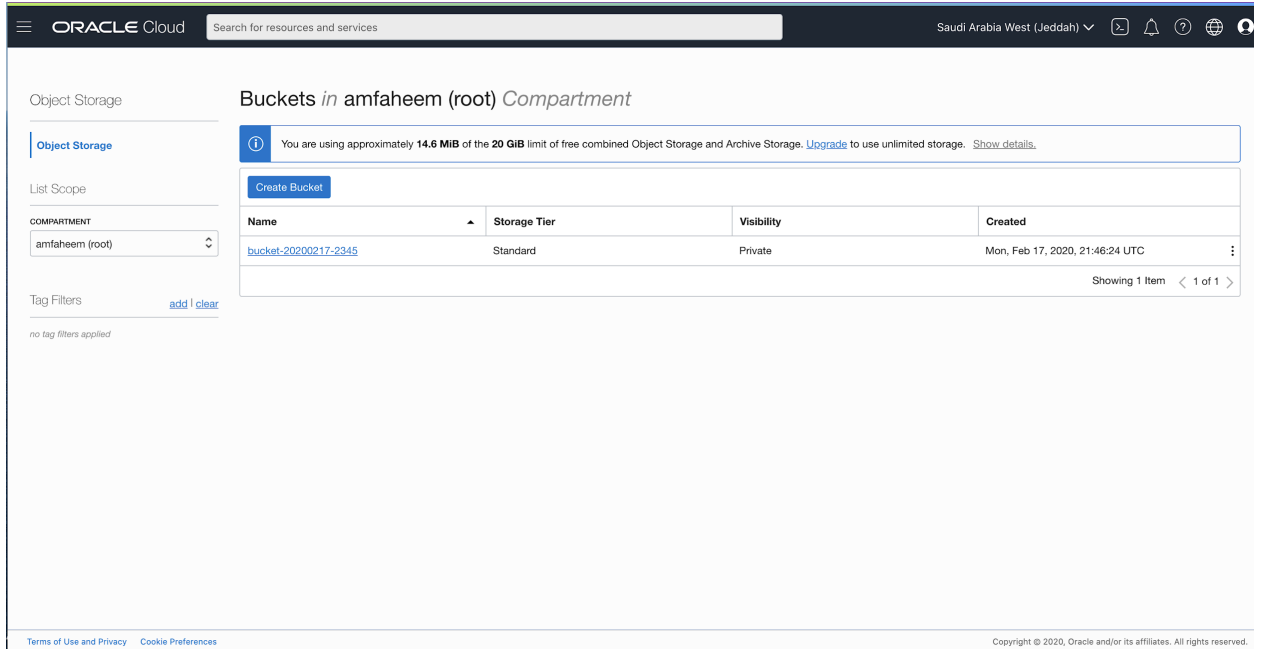 ORACLE Cloud
Search for resources and services
Saudi Arabia West (Jeddah)
Object Storage
Object Storage
List Scope
COMPARTMENT
amfaheem (root)
Tag Filters
add | clear
no tag filters applied
Buckets in amfaheem (root) Compartment
You are using approximately 14.6 MiB of the 20 GiB limit of free combined Object Storage and Archive Storage. Upgrade to use unlimited storage. Show details.
Create Bucket
Name Storage Tier Visibility Created
bucket-20200217-2345 Standard Private Mon, Feb 17, 2020, 21:46:24 UTC
Showing 1 Item < 1 of 1 >
Terms of Use and Privacy Cookie Preferences
Copyright © 2020, Oracle and/or its affiliates. All rights reserved.